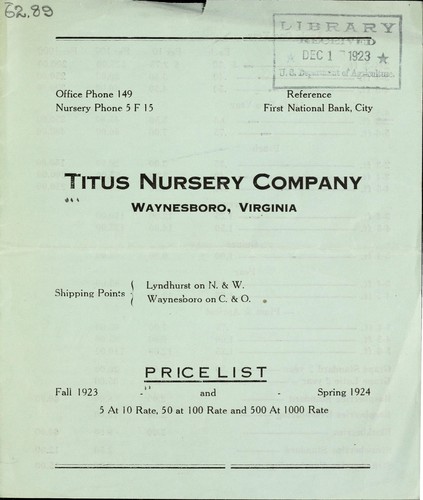 62.89
LIBRARY
RECEIVED
★ DEC 1 1923 ★
U. S. Department of Agriculture.
Office Phone 149
Nursery Phone 5 F 15
Reference
First National Bank, City
TITUS NURSERY COMPANY
WAYNESBORO, VIRGINIA
Shipping Points
Lyndhurst on N. & W.
Waynesboro on C. & O.
PRICE LIST
Fall 1923 - and - Spring 1924
5 At 10 Rate, 50 at 100 Rate and 500 At 1000 Rate